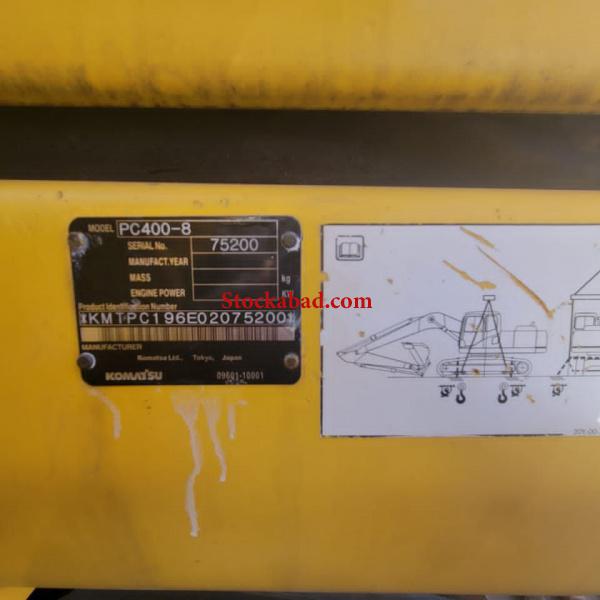 MODEL PC400-8
SERIAL No. 75200
MANUFACT.YEAR
MASS kg
ENGINE POWER KW
Stockabad.com
Product Identification Number
*KMTPC196E02075200*
MANUFACTURER
Komatsu Ltd., Tokyo, Japan
KOMATSU 09601-10001